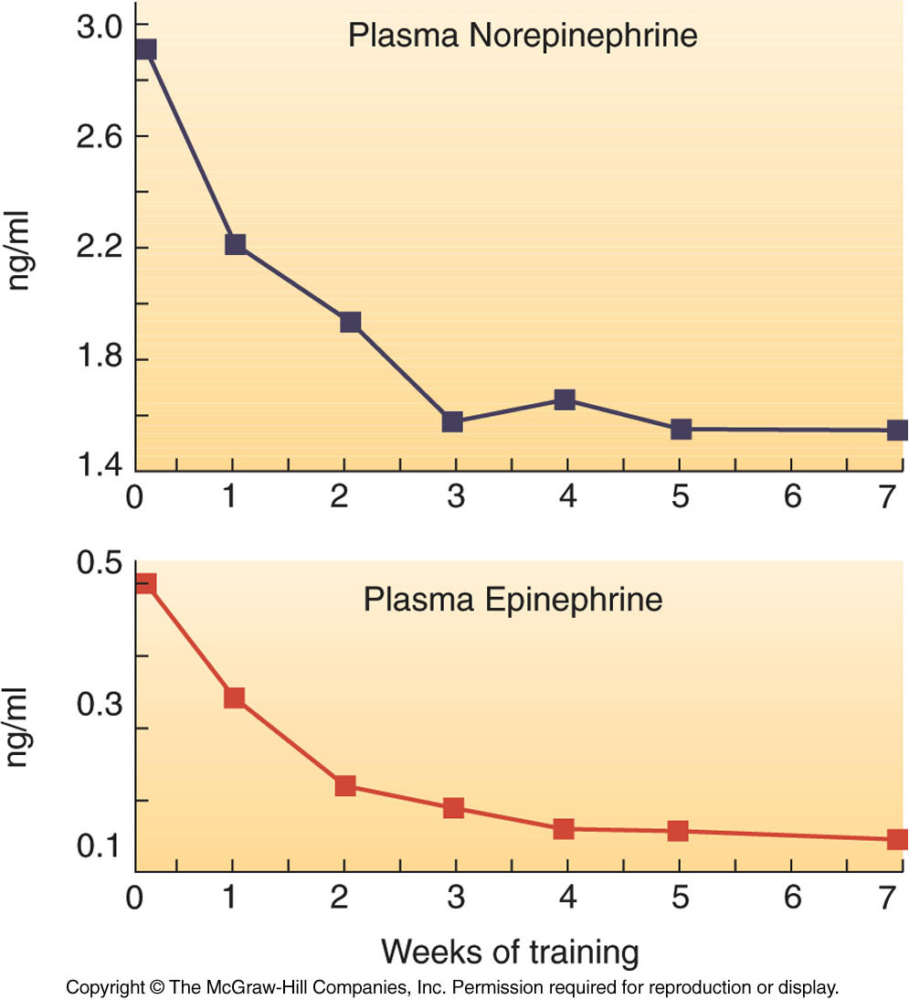 Plasma Norepinephrine
3.0
2.6
2.2
1.8
1.4
ng/ml
0 1 2 3 4 5 6 7
Plasma Epinephrine
0.5
0.3
0.1
ng/ml
0 1 2 3 4 5 6 7
Weeks of training
Copyright © The McGraw-Hill Companies, Inc. Permission required for reproduction or display.